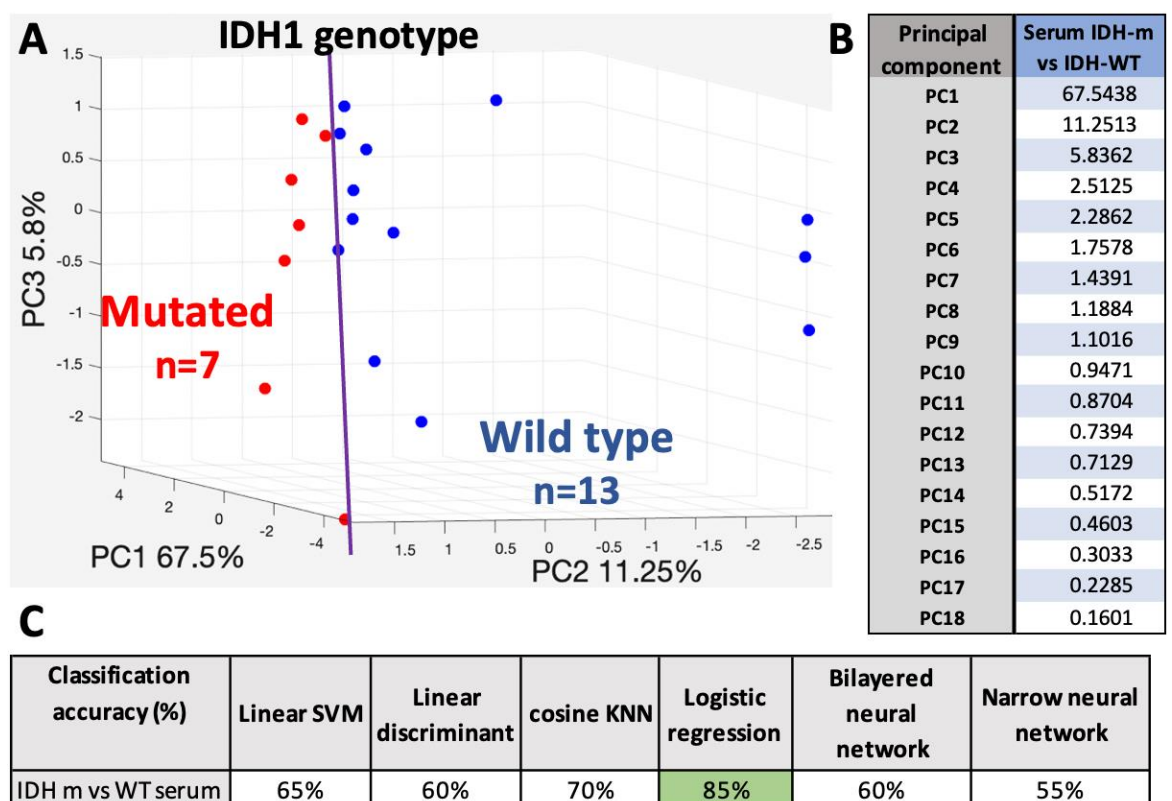 A
IDH1 genotype
1.5
1
0.5
0
-0.5
-1
-1.5
-2
PC3 5.8%
Mutated
n=7
Wild type
n=13
4
2
0
-2
-4
PC1 67.5%
1.5
1
0.5
0
-0.5
-1
-1.5
-2
-2.5
PC2 11.25%
B
Principal component Serum IDH-m vs IDH-WT
PC1 67.5438
PC2 11.2513
PC3 5.8362
PC4 2.5125
PC5 2.2862
PC6 1.7578
PC7 1.4391
PC8 1.1884
PC9 1.1016
PC10 0.9471
PC11 0.8704
PC12 0.7394
PC13 0.7129
PC14 0.5172
PC15 0.4603
PC16 0.3033
PC17 0.2285
PC18 0.1601
C
Classification accuracy (%) Linear SVM Linear discriminant cosine KNN Logistic regression Bilayered neural network Narrow neural network
IDH m vs WT serum 65% 60% 70% 85% 60% 55%